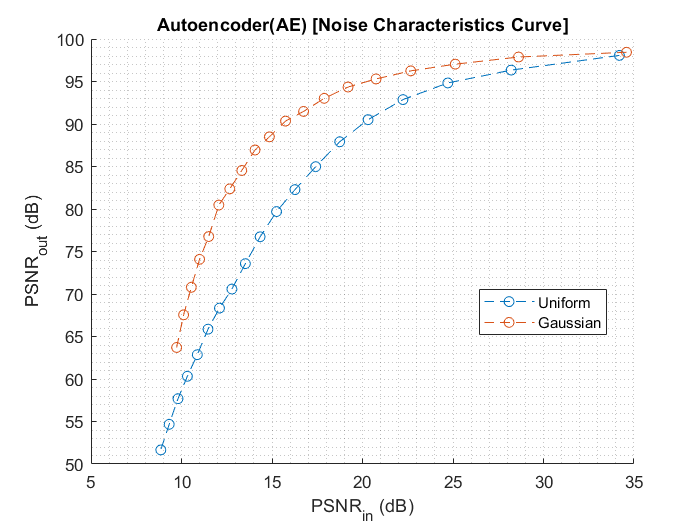 Autoencoder(AE) [Noise Characteristics Curve]
100
95
90
85
80
75
70
65
60
55
50
PSNR_out (dB)
Uniform
Gaussian
5 10 15 20 25 30 35
PSNR_in (dB)